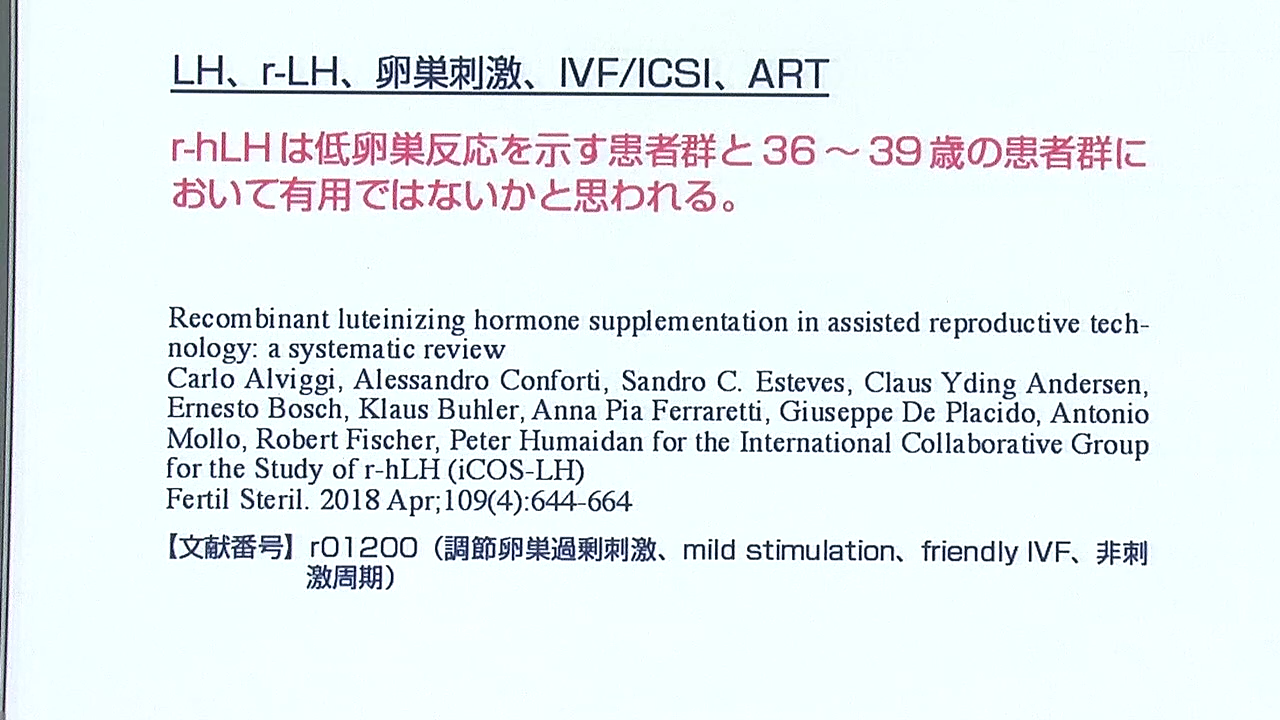 LH、r-LH、卵巣刺激、IVF/ICSI、ART
r-hLHは低卵巣反応を示す患者群と36～39歳の患者群に
おいて有用ではないかと思われる。
Recombinant luteinizing hormone supplementation in assisted reproductive tech-
nology: a systematic review
Carlo Alviggi, Alessandro Conforti, Sandro C. Esteves, Claus Yding Andersen,
Ernesto Bosch, Klaus Buhler, Anna Pia Ferraretti, Giuseppe De Placido, Antonio
Mollo, Robert Fischer, Peter Humaidan for the International Collaborative Group
for the Study of r-hLH (iCOS-LH)
Fertil Steril. 2018 Apr;109(4):644-664
【文献番号】r01200（調節卵巣過剰刺激、mild stimulation、friendly IVF、非刺
激周期）